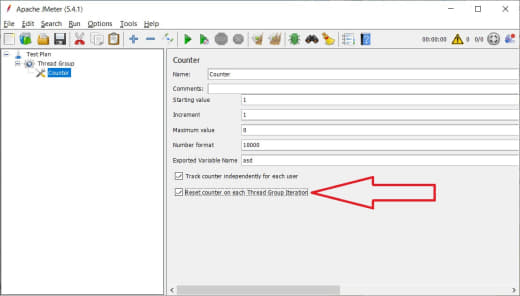 Apache JMeter (5.4.1)
File Edit Search Run Options Tools Help
00:00:00 0 0/0
Test Plan
Thread Group
Counter
Counter
Name: Counter
Comments:
Starting value 1
Increment 1
Maximum value 8
Number format 10000
Exported Variable Name asd
Track counter independently for each user
Reset counter on each Thread Group Iteration